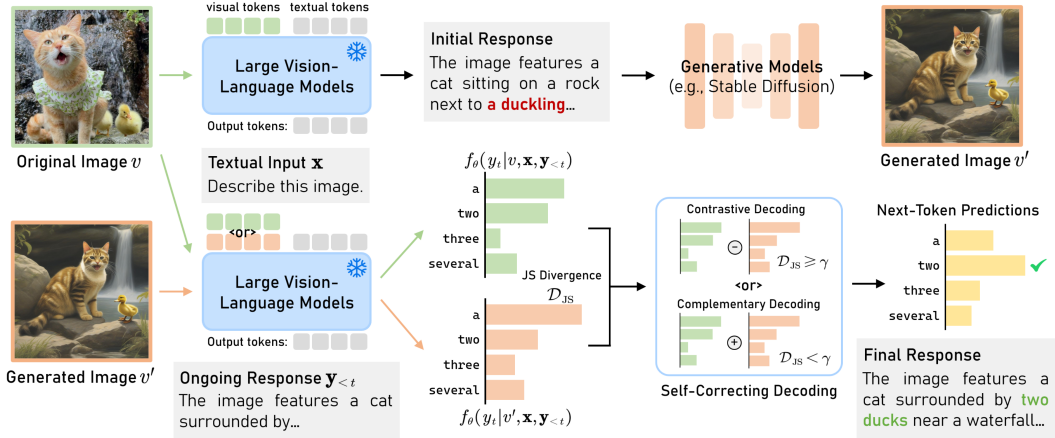 visual tokens textual tokens
Large Vision-
Language Models
Output tokens:
Original Image v
Initial Response
The image features a
cat sitting on a rock
next to a duckling…
Generative Models
(e.g., Stable Diffusion)
Generated Image v′
Textual Input x
Describe this image.
<or>
Large Vision-
Language Models
Output tokens:
Generated Image v′
Ongoing Response y<t
The image features a cat
surrounded by…
fθ(yt|v, x, y<t)
a
two
three
several
JS Divergence
DJS
a
two
three
several
fθ(yt|v′, x, y<t)
Contrastive Decoding
−
DJS ⩾ γ
<or>
Complementary Decoding
+
DJS < γ
Self-Correcting Decoding
Next-Token Predictions
a
two
three
several
Final Response
The image features a
cat surrounded by two
ducks near a waterfall…